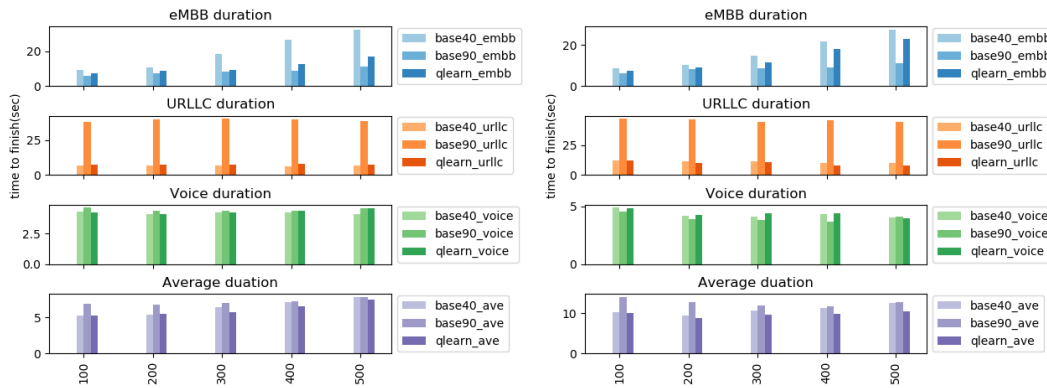 eMBB duration
20
0
base40_embb
base90_embb
qlearn_embb
URLLC duration
25
0
base40_urllc
base90_urllc
qlearn_urllc
Voice duration
2.5
0.0
base40_voice
base90_voice
qlearn_voice
Average duation
5
0
base40_ave
base90_ave
qlearn_ave
100
200
300
400
500
time to finish(sec)
eMBB duration
20
0
base40_embb
base90_embb
qlearn_embb
URLLC duration
25
0
base40_urllc
base90_urllc
qlearn_urllc
Voice duration
5
0
base40_voice
base90_voice
qlearn_voice
Average duation
10
0
base40_ave
base90_ave
qlearn_ave
100
200
300
400
500
time to finish(sec)